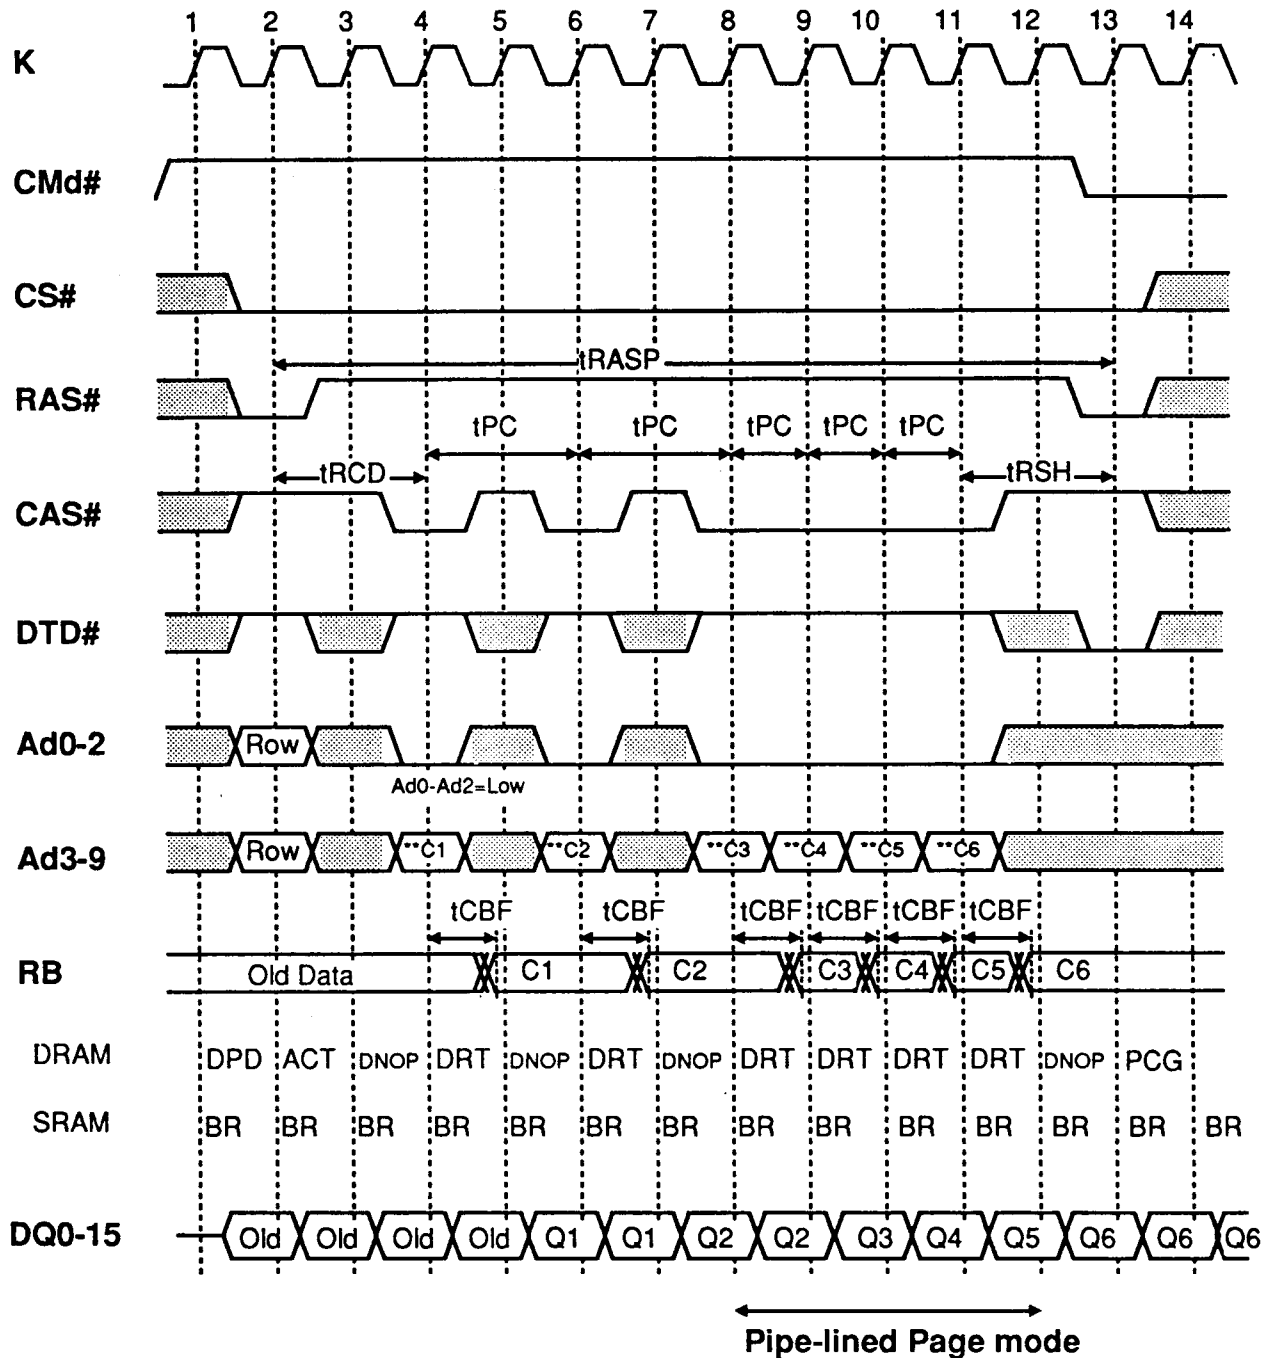 1 2 3 4 5 6 7 8 9 10 11 12 13 14
K
CMd#
CS#
tRASP
RAS#
tPC tPC tPC tPC tPC
tRCD tRSH
CAS#
DTD#
Ad0-2 Row
Ad0-Ad2=Low
Ad3-9 Row **C1 **C2 **C3 **C4 **C5 **C6
tCBF tCBF tCBF tCBF tCBF tCBF
RB Old Data C1 C2 C3 C4 C5 C6
DRAM DPD ACT DNOP DRT DNOP DRT DNOP DRT DRT DRT DRT DNOP PCG
SRAM BR BR BR BR BR BR BR BR BR BR BR BR BR BR
DQ0-15 Old Old Old Old Q1 Q1 Q2 Q2 Q3 Q4 Q5 Q6 Q6 Q6
Pipe-lined Page mode